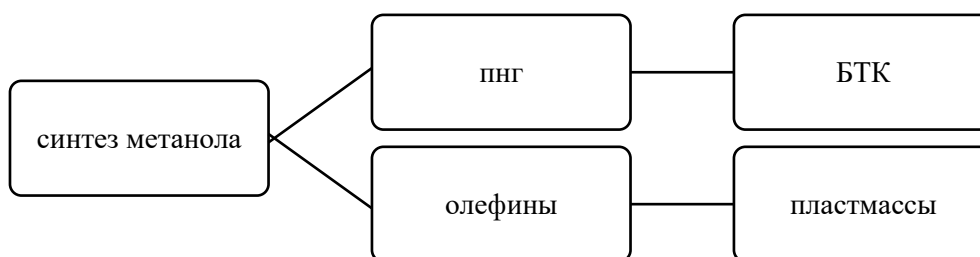 пнг
БТК
синтез метанола
олефины
пластмассы